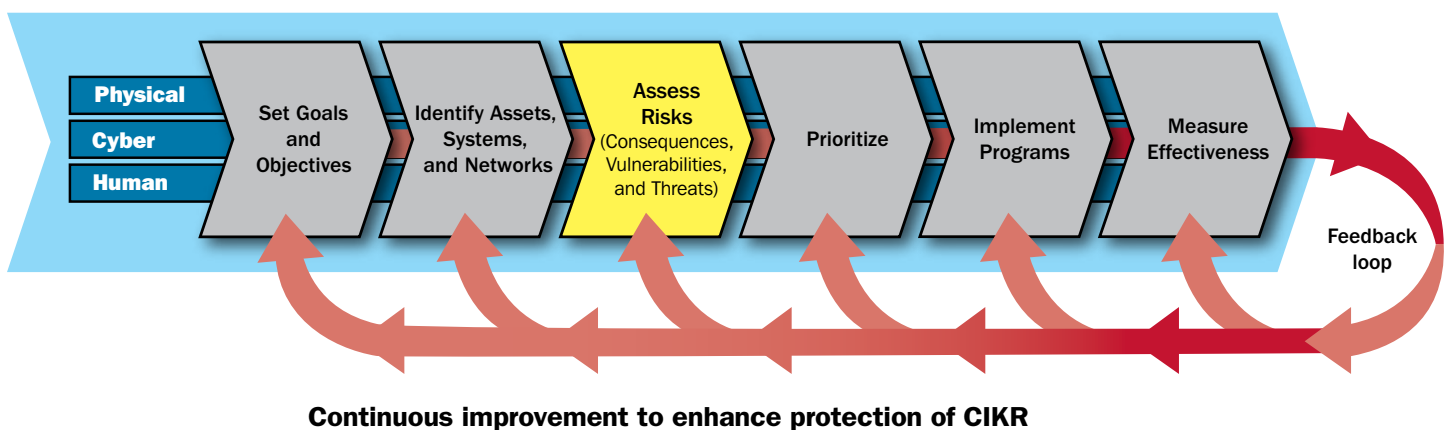 Physical
Cyber
Human
Set Goals
and
Objectives
Identify Assets,
Systems,
and Networks
Assess
Risks
(Consequences,
Vulnerabilities,
and Threats)
Prioritize
Implement
Programs
Measure
Effectiveness
Feedback
loop
Continuous improvement to enhance protection of CIKR